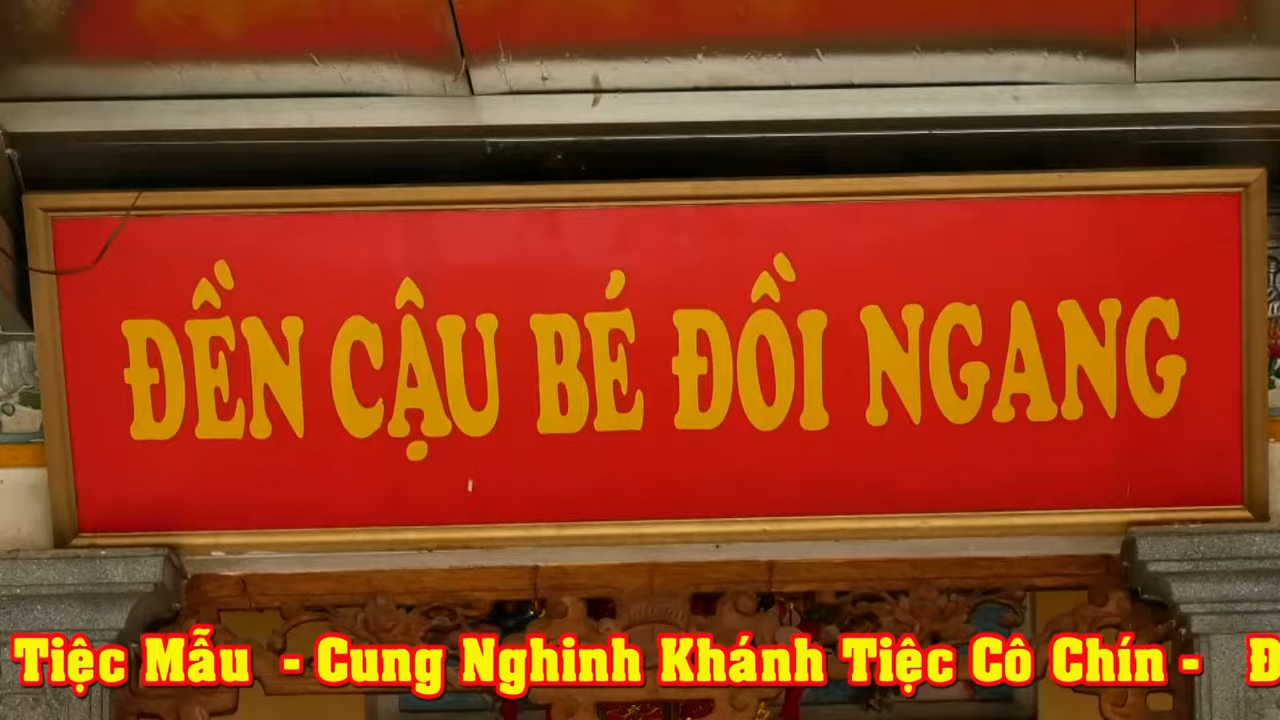 ĐỀN CẬU BÉ ĐỒI NGANG
Tiệc Mẫu - Cung Nghinh Khánh Tiệc Cô Chín -